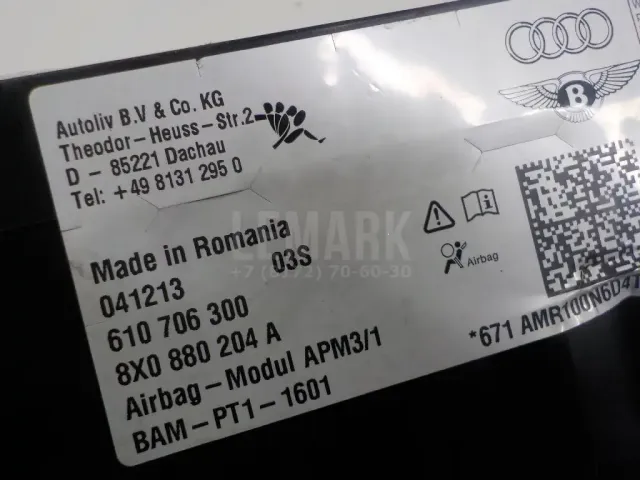 Autoliv B.V & Co. KG
Theodor-Heuss-Str.2
D - 85221 Dachau
Tel: +49 8131 295 0
B
Made in Romania
041213 03S
610 706 300
8X0 880 204 A
Airbag-Modul APM3/1
BAM-PT1-1601
Airbag
*671 AMR100N6D41
LEMARK